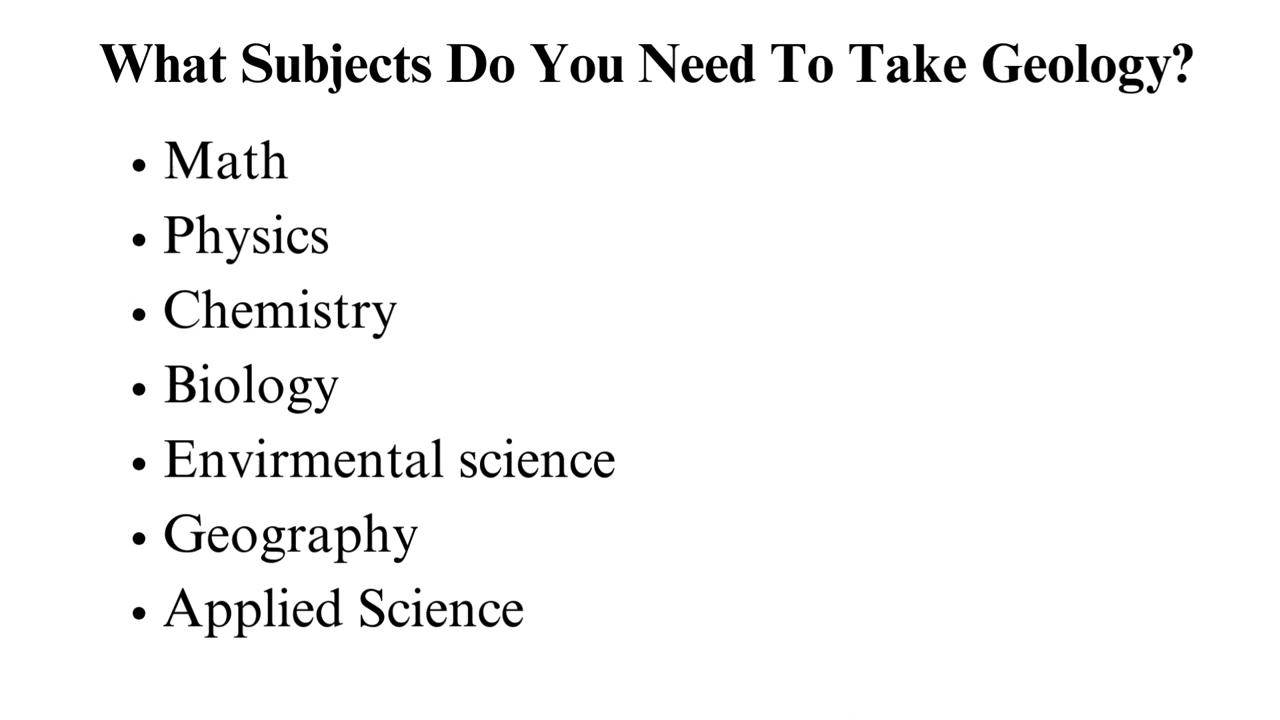 What Subjects Do You Need To Take Geology?
• Math
• Physics
• Chemistry
• Biology
• Envirmental science
• Geography
• Applied Science